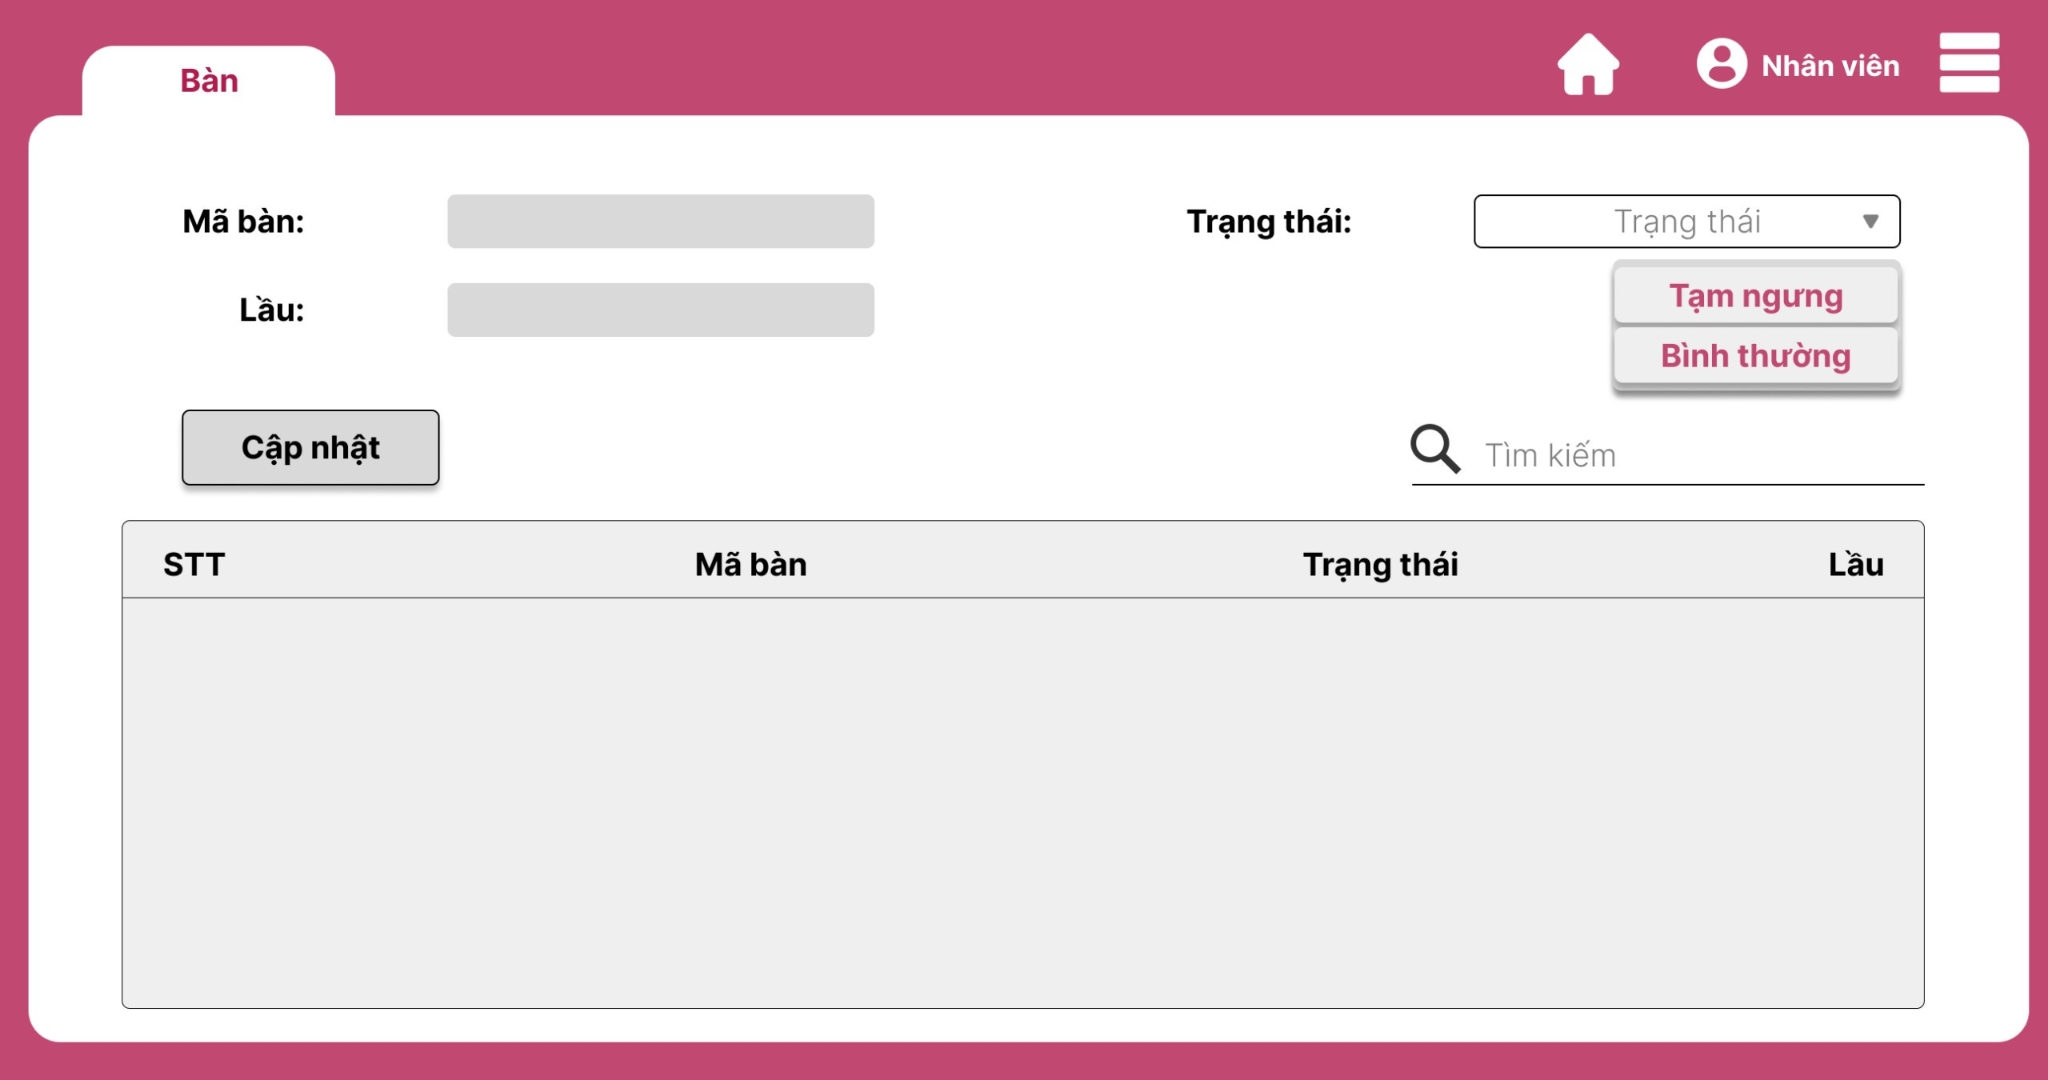 Bàn
Nhân viên
Mã bàn:
Trạng thái:
Trạng thái
Lầu:
Tạm ngưng
Bình thường
Cập nhật
Tìm kiếm
STT
Mã bàn
Trạng thái
Lầu